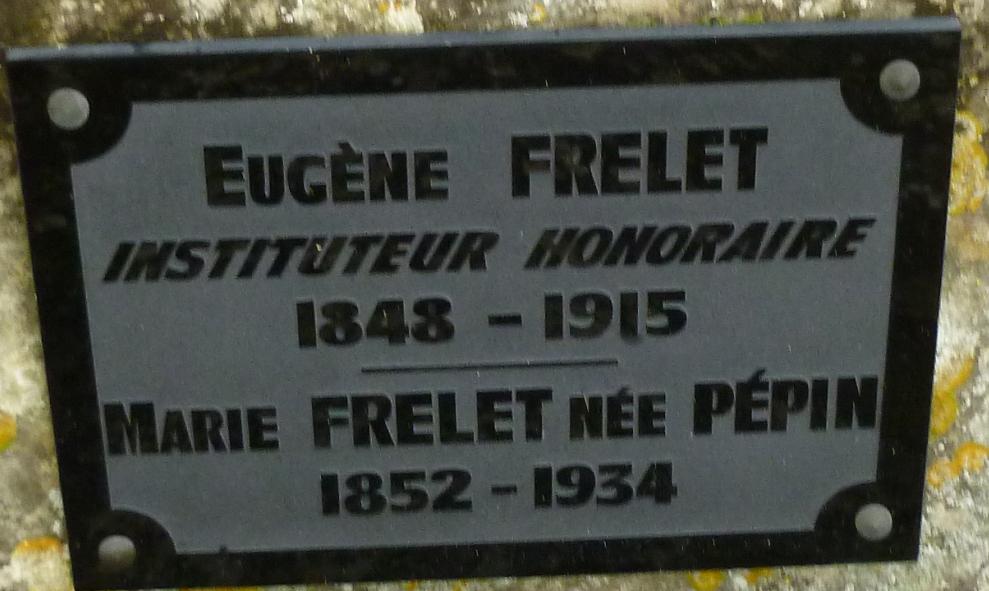 EUGÈNE FRELET
INSTITUTEUR HONORAIRE
1848 - 1915
MARIE FRELET NÉE PÉPIN
1852 - 1934